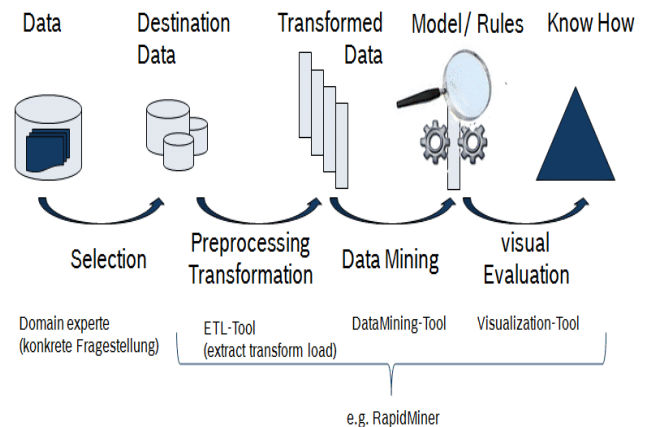 Data
Destination
Data
Transformed
Data
Model / Rules
Know How
Selection
Preprocessing
Transformation
Data Mining
visual
Evaluation
Domain experte
(konkrete Fragestellung)
ETL-Tool
(extract transform load)
DataMining-Tool
Visualization-Tool
e.g. RapidMiner